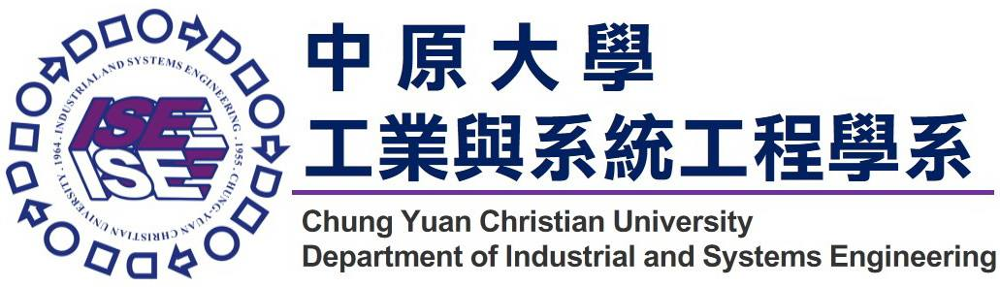 INDUSTRIAL AND SYSTEMS ENGINEERING · 1955 · CHUNG-YUAN CHRISTIAN UNIVERSITY · 1964 ·
ISE
ISE
中原大學
工業與系統工程學系
Chung Yuan Christian University
Department of Industrial and Systems Engineering